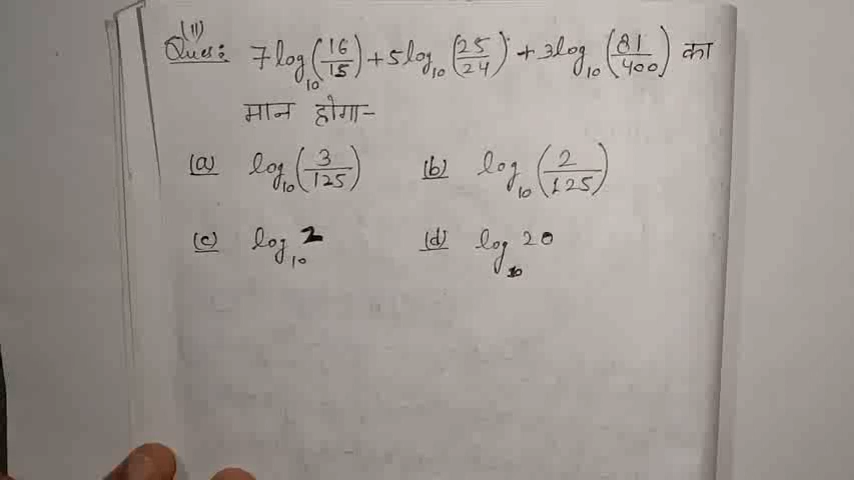 (11)
Ques: 7log₁₀(16/15) + 5log₁₀(25/24) + 3log₁₀(81/400) का
मान होगा-
(a) log₁₀(3/125) (b) log₁₀(2/125)
(c) log₁₀ 2 (d) log₁₀ 20